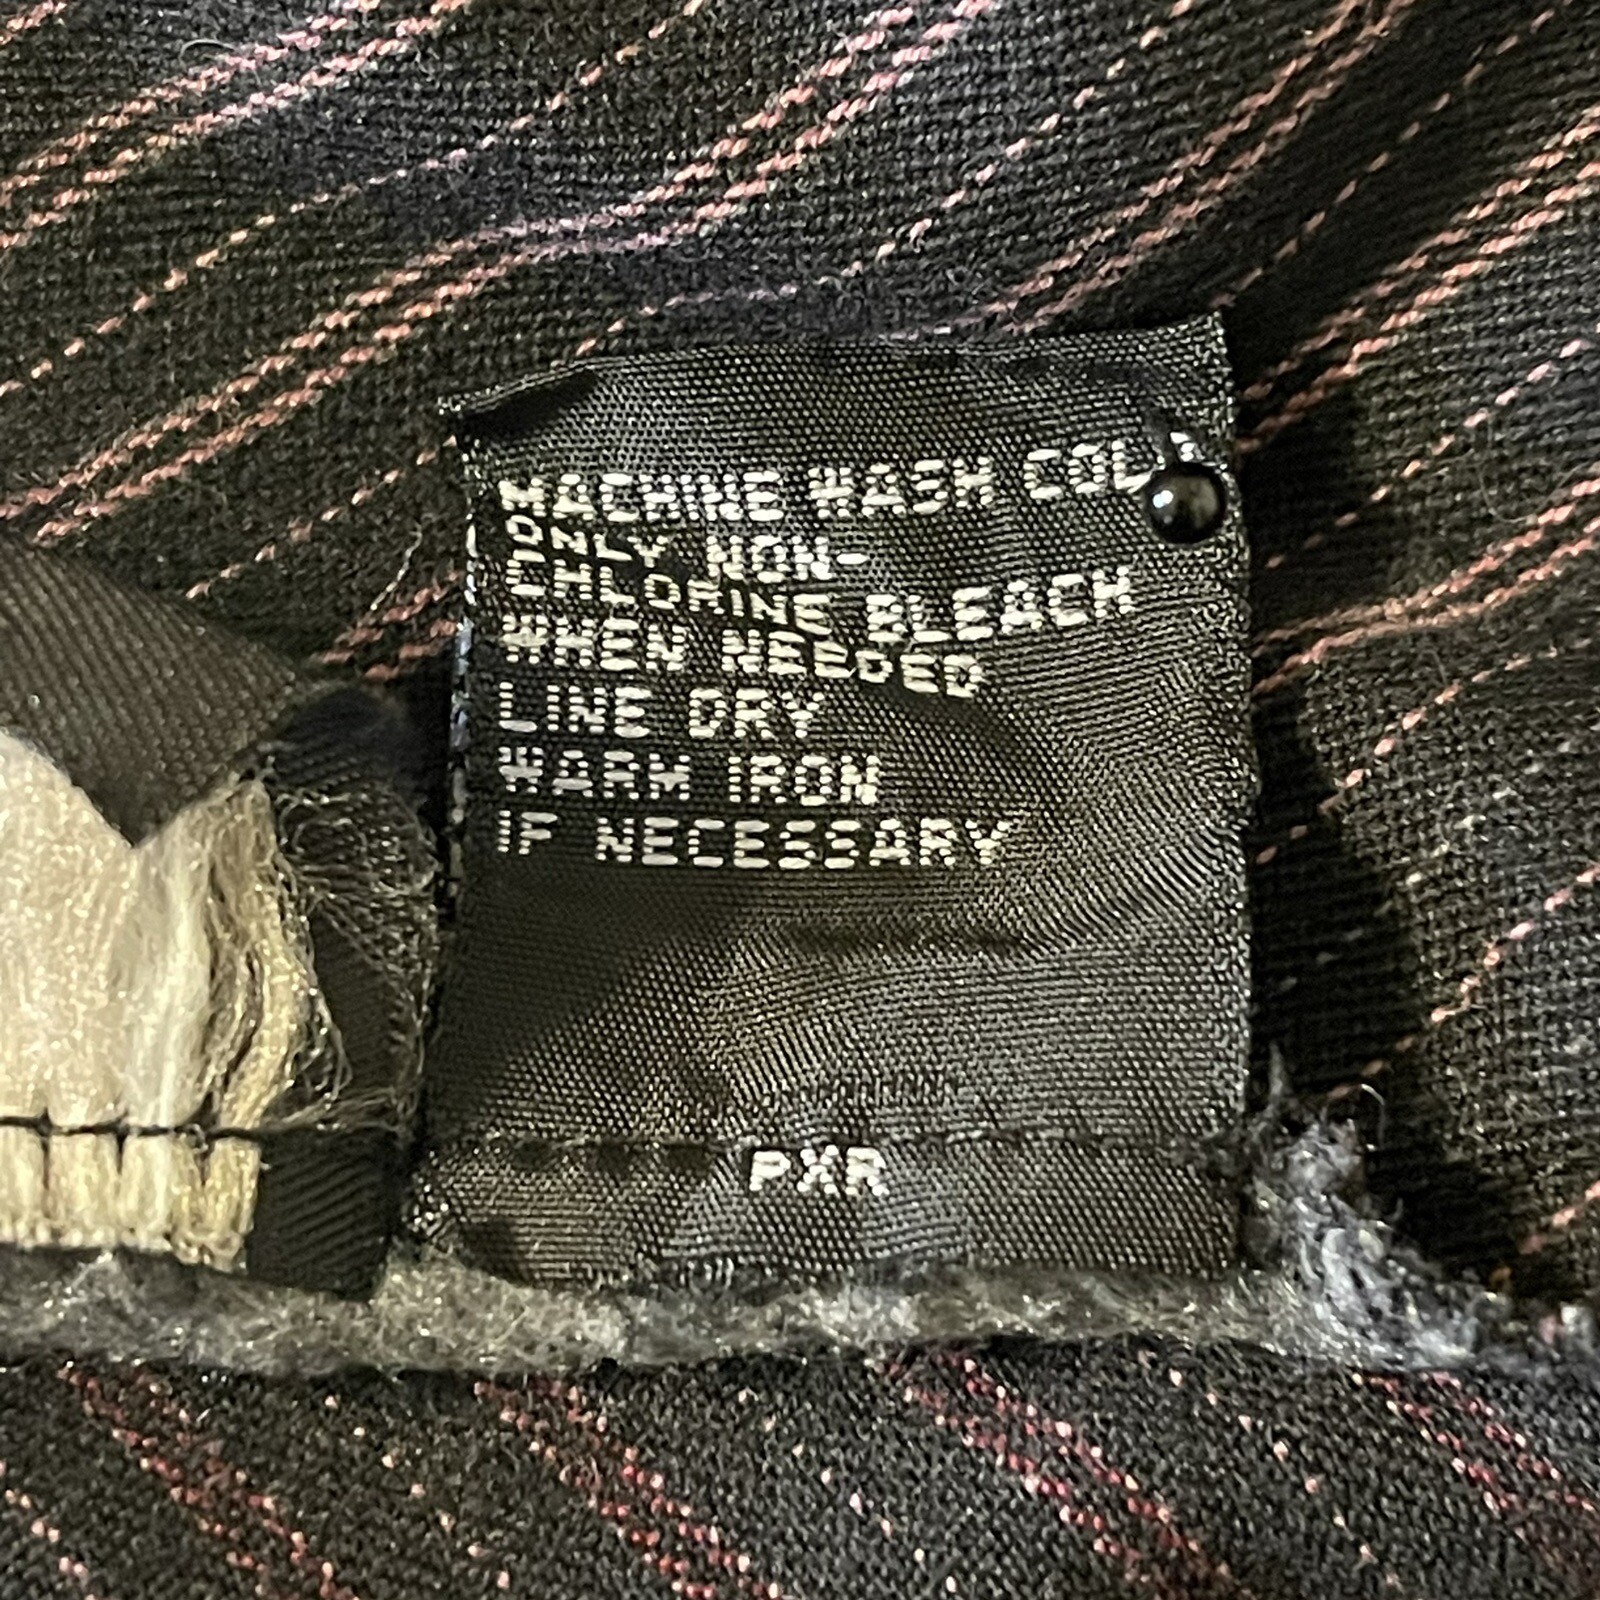 MACHINE WASH COLD
ONLY NON-
CHLORINE BLEACH
WHEN NEEDED
LINE DRY
WARM IRON
IF NECESSARY
PXR